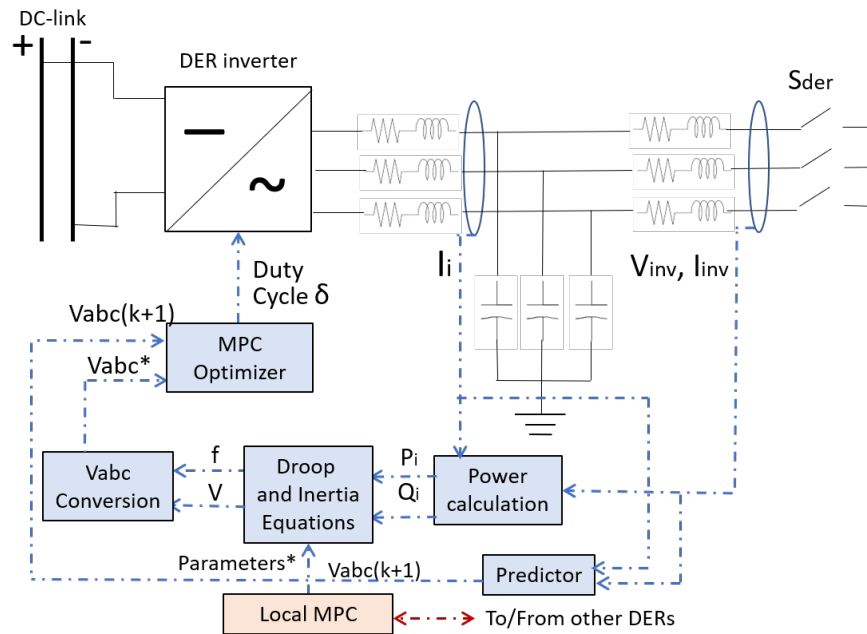 DC-link
+ -
DER inverter
Sder
Ii
Vinv, Iinv
Duty
Cycle δ
Vabc(k+1)
MPC
Optimizer
Vabc*
f
V
Vabc
Conversion
Droop
and Inertia
Equations
Pi
Qi
Power
calculation
Parameters*
Vabc(k+1)
Predictor
Local MPC
To/From other DERs